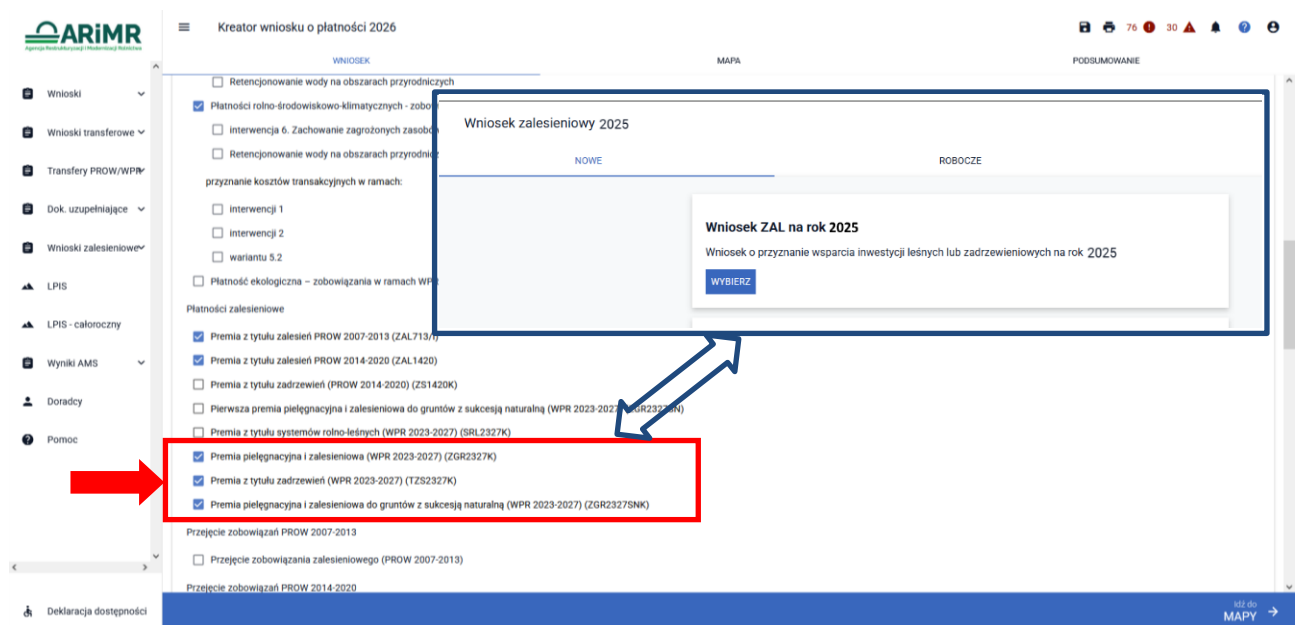 ARiMR
Agencja Restrukturyzacji i Modernizacji Rolnictwa
Kreator wniosku o płatności 2026
76
30
WNIOSEK
MAPA
PODSUMOWANIE
Wnioski
Wnioski transferowe
Transfery PROW/WPR
Dok. uzupełniające
Wnioski zalesieniowe
LPIS
LPIS - całoroczny
Wyniki AMS
Doradcy
Pomoc
Deklaracja dostępności
Retencjonowanie wody na obszarach przyrodniczych
Płatności rolno-środowiskowo-klimatycznych - zobo
interwencja 6. Zachowanie zagrożonych zasobó
Retencjonowanie wody na obszarach przyrodnic
przyznanie kosztów transakcyjnych w ramach:
interwencji 1
interwencji 2
wariantu 5.2
Płatność ekologiczna – zobowiązania w ramach WP
Płatności zalesieniowe
Premia z tytułu zalesień PROW 2007-2013 (ZAL713/I)
Premia z tytułu zalesień PROW 2014-2020 (ZAL1420)
Premia z tytułu zadrzewień (PROW 2014-2020) (ZS1420K)
Pierwsza premia pielęgnacyjna i zalesieniowa do gruntów z sukcesją naturalną (WPR 2023-2027
Premia z tytułu systemów rolno-leśnych (WPR 2023-2027) (SRL2327K)
Premia pielęgnacyjna i zalesieniowa (WPR 2023-2027) (ZGR2327K)
Premia z tytułu zadrzewień (WPR 2023-2027) (TZS2327K)
Premia pielęgnacyjna i zalesieniowa do gruntów z sukcesją naturalną (WPR 2023-2027) (ZGR2327SNK)
Przejęcie zobowiązań PROW 2007-2013
Przejęcie zobowiązania zalesieniowego (PROW 2007-2013)
Przejęcie zobowiązań PROW 2014-2020
Wniosek zalesieniowy 2025
NOWE
ROBOCZE
Wniosek ZAL na rok 2025
Wniosek o przyznanie wsparcia inwestycji leśnych lub zadrzewieniowych na rok 2025
WYBIERZ
Idź do
MAPY